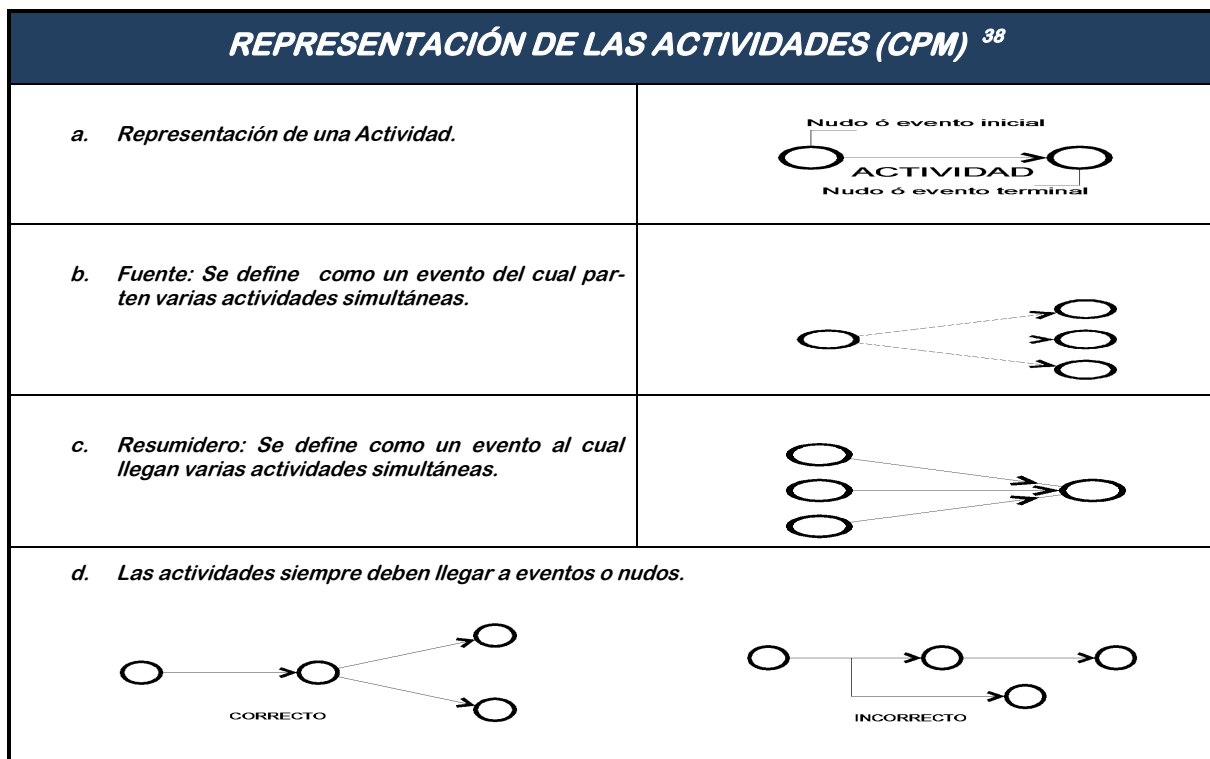 REPRESENTACIÓN DE LAS ACTIVIDADES (CPM) 38
a. Representación de una Actividad.
Nudo ó evento inicial
ACTIVIDAD
Nudo ó evento terminal
b. Fuente: Se define como un evento del cual par-
ten varias actividades simultáneas.
c. Resumidero: Se define como un evento al cual
llegan varias actividades simultáneas.
d. Las actividades siempre deben llegar a eventos o nudos.
CORRECTO
INCORRECTO